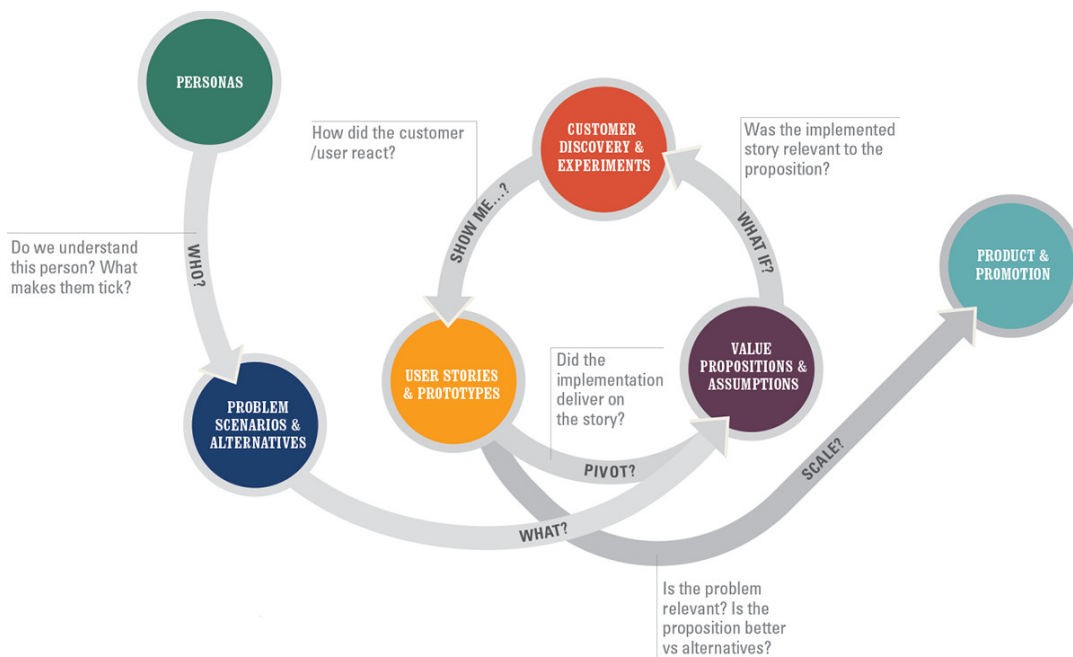 PERSONAS
How did the customer
/user react?
CUSTOMER
DISCOVERY &
EXPERIMENTS
Was the implemented
story relevant to the
proposition?
SHOW ME...?
WHAT IF?
Do we understand
this person? What
makes them tick?
WHO?
PRODUCT &
PROMOTION
PROBLEM
SCENARIOS &
ALTERNATIVES
USER STORIES
& PROTOTYPES
Did the
implementation
deliver on
the story?
VALUE
PROPOSITIONS &
ASSUMPTIONS
PIVOT?
SCALE?
WHAT?
Is the problem
relevant? Is the
proposition better
vs alternatives?